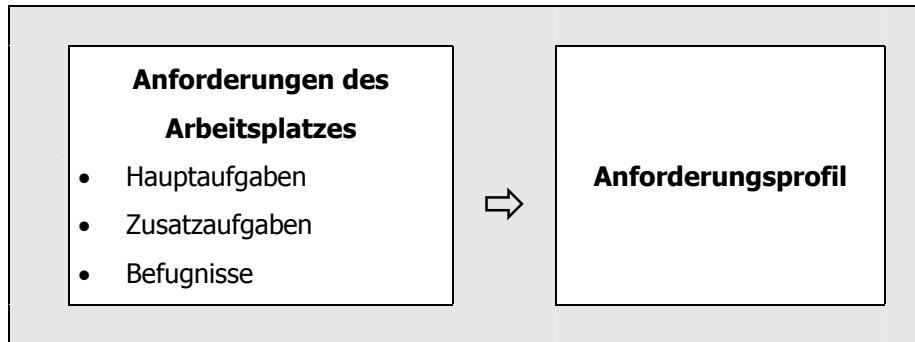 Anforderungen des
Arbeitsplatzes
• Hauptaufgaben
• Zusatzaufgaben
• Befugnisse
⇨
Anforderungsprofil